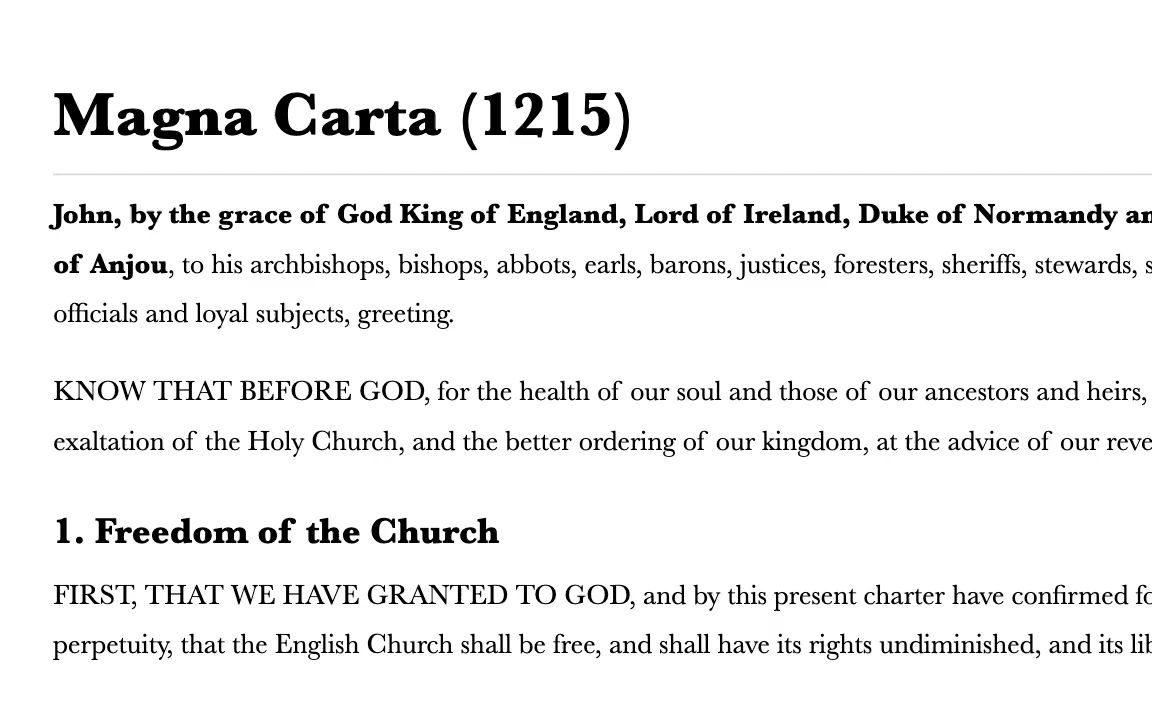 Magna Carta (1215)
John, by the grace of God King of England, Lord of Ireland, Duke of Normandy
of Anjou, to his archbishops, bishops, abbots, earls, barons, justices, foresters, sheriffs, stewards,
officials and loyal subjects, greeting.
KNOW THAT BEFORE GOD, for the health of our soul and those of our ancestors and heirs,
exaltation of the Holy Church, and the better ordering of our kingdom, at the advice of our
1. Freedom of the Church
FIRST, THAT WE HAVE GRANTED TO GOD, and by this present charter have confirmed
perpetuity, that the English Church shall be free, and shall have its rights undiminished, and its